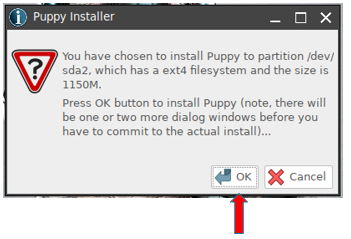 Puppy Installer
You have chosen to install Puppy to partition /dev/
sda2, which has a ext4 filesystem and the size is
1150M.
Press OK button to install Puppy (note, there will
be one or two more dialog windows before you
have to commit to the actual install)...
OK
Cancel